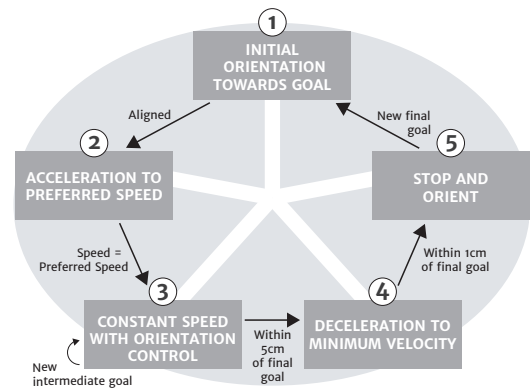 1
INITIAL
ORIENTATION
TOWARDS GOAL
Aligned
New final
goal
2
ACCELERATION TO
PREFERRED SPEED
5
STOP AND
ORIENT
Speed =
Preferred Speed
Within 1cm
of final goal
3
CONSTANT SPEED
WITH ORIENTATION
CONTROL
Within
5cm
of final
goal
4
DECELERATION TO
MINIMUM VELOCITY
New
intermediate goal